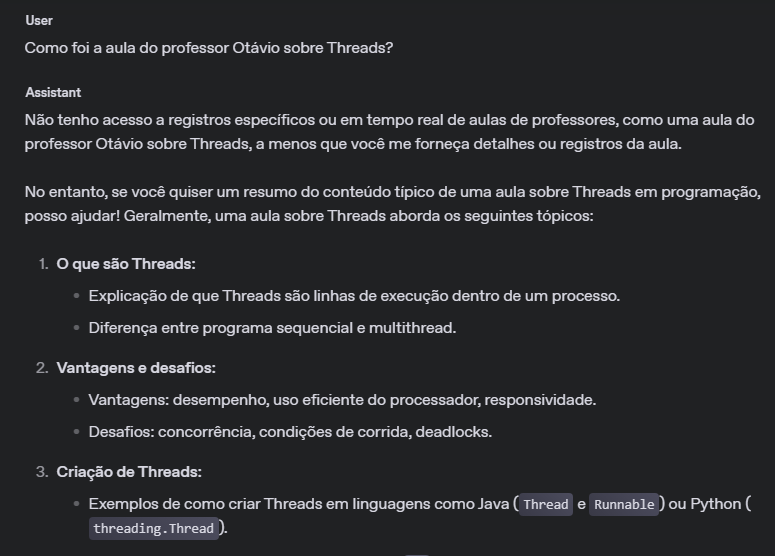 User
Como foi a aula do professor Otávio sobre Threads?
Assistant
Não tenho acesso a registros específicos ou em tempo real de aulas de professores, como uma aula do
professor Otávio sobre Threads, a menos que você me forneça detalhes ou registros da aula.
No entanto, se você quiser um resumo do conteúdo típico de uma aula sobre Threads em programação,
posso ajudar! Geralmente, uma aula sobre Threads aborda os seguintes tópicos:
1. O que são Threads:
• Explicação de que Threads são linhas de execução dentro de um processo.
• Diferença entre programa sequencial e multithread.
2. Vantagens e desafios:
• Vantagens: desempenho, uso eficiente do processador, responsividade.
• Desafios: concorrência, condições de corrida, deadlocks.
3. Criação de Threads:
• Exemplos de como criar Threads em linguagens como Java (Thread e Runnable) ou Python (
threading.Thread).